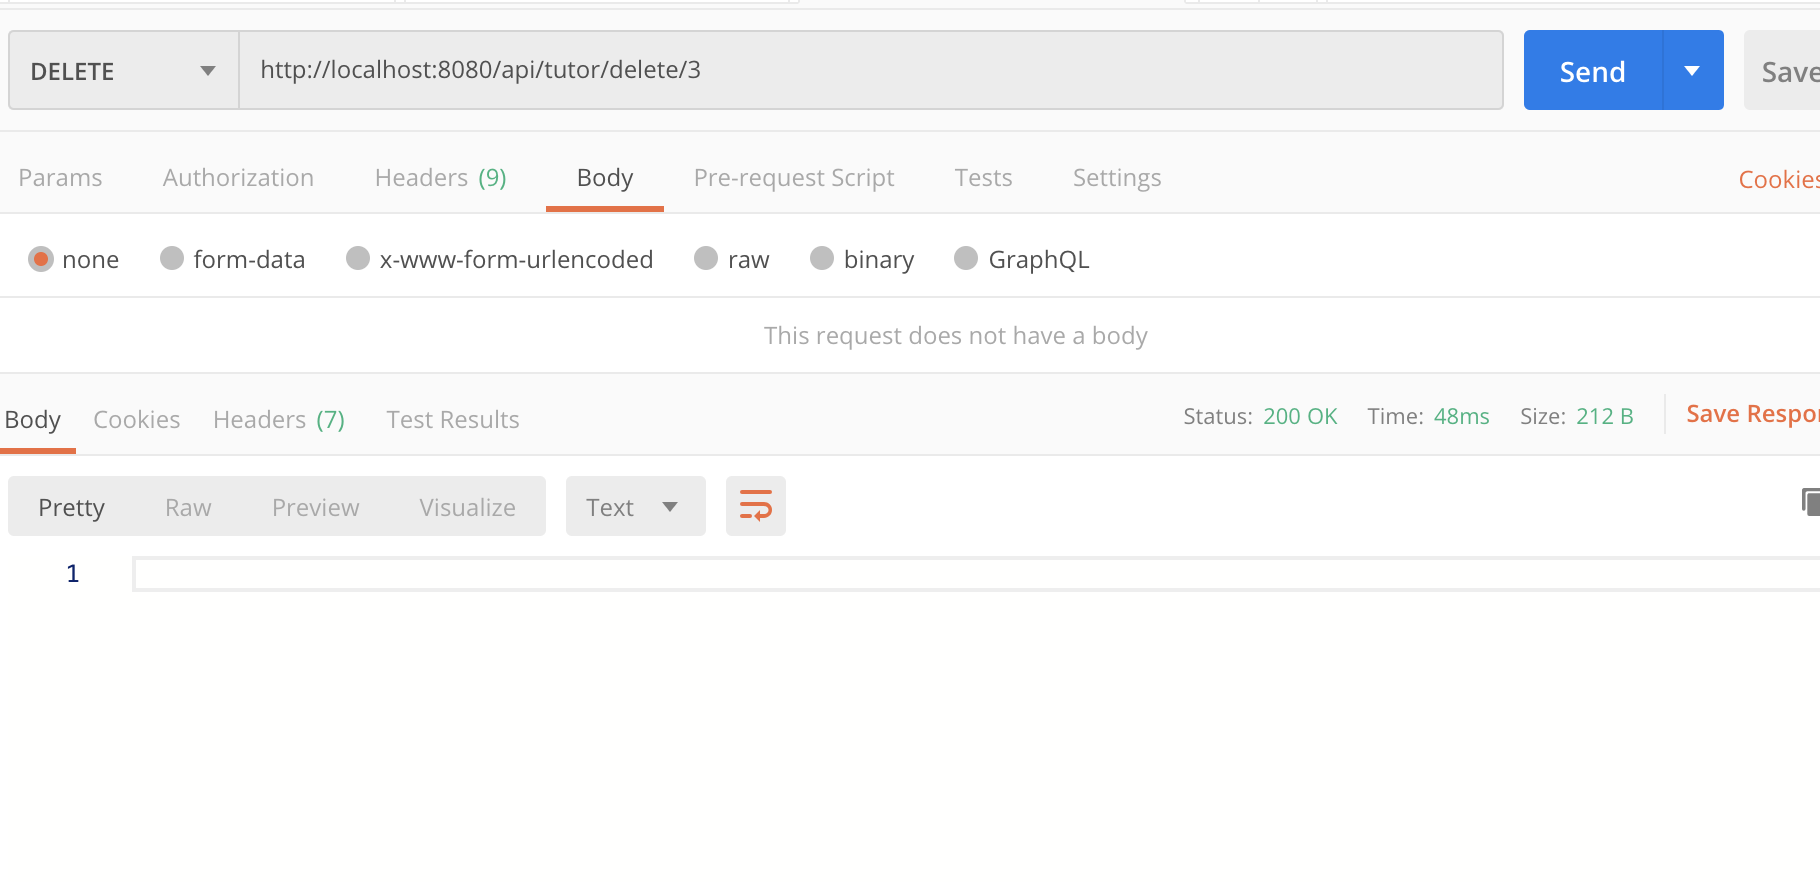 DELETE http://localhost:8080/api/tutor/delete/3 Send Save
Params Authorization Headers (9) Body Pre-request Script Tests Settings Cookies
none form-data x-www-form-urlencoded raw binary GraphQL
This request does not have a body
Body Cookies Headers (7) Test Results Status: 200 OK Time: 48ms Size: 212 B Save Respon
Pretty Raw Preview Visualize Text
1